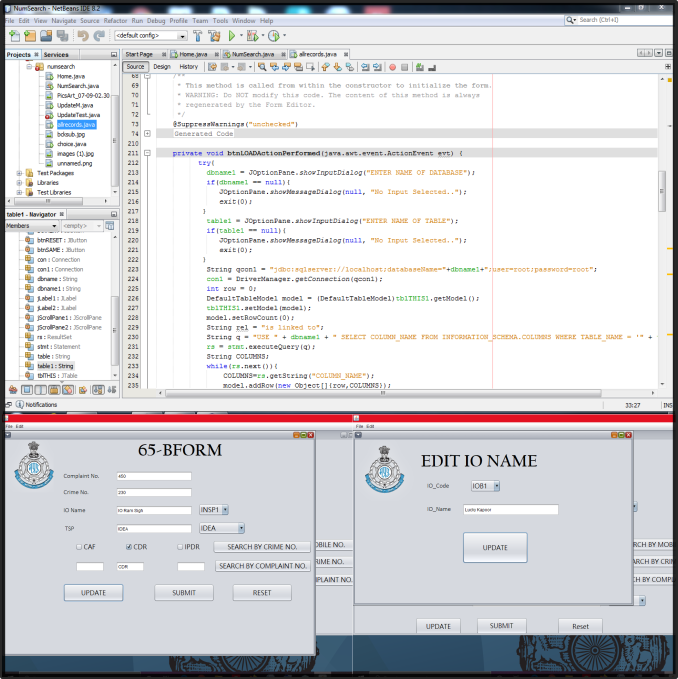 NumSearch - NetBeans IDE 8.2
File Edit View Navigate Source Refactor Run Debug Profile Team Tools Window Help
Search (Ctrl+I)
<default config>
Projects
Services
numsearch
Home.java
NumSearch.java
PicsArt_07-09-02.30
UpdateM.java
UpdateText.java
allrecords.java
bcksub.jpg
choice.java
images (1).jpg
unnamed.png
Test Packages
Libraries
Test Libraries
table1 - Navigator
Members
<empty>
btnRESET : JButton
btnSAME : JButton
con : Connection
con1 : Connection
dbname : String
dbname1 : String
jLabel1 : JLabel
jLabel2 : JLabel
jScrollPane1 : JScrollPane
jScrollPane2 : JScrollPane
rs : ResultSet
stmt : Statement
table : String
table1 : String
tblTHIS : JTable
Start Page
Home.java
NumSearch.java
allrecords.java
Source
Design
History
68 /**
69 * This method is called from within the constructor to initialize the form.
70 * WARNING: Do NOT modify this code. The content of this method is always
71 * regenerated by the Form Editor.
72 */
73 @SuppressWarnings("unchecked")
74 Generated Code
210
211 private void btnLOADActionPerformed(java.awt.event.ActionEvent evt) {
212 try{
213 dbname1 = JOptionPane.showInputDialog("ENTER NAME OF DATABASE");
214 if(dbname1 == null){
215 JOptionPane.showMessageDialog(null, "No Input Selected..");
216 exit(0);
217 }
218 table1 = JOptionPane.showInputDialog("ENTER NAME OF TABLE");
219 if(table1 == null){
220 JOptionPane.showMessageDialog(null, "No Input Selected..");
221 exit(0);
222 }
223 String qcon1 = "jdbc:sqlserver://localhost;databaseName="+dbname1+";user=root;password=root";
224 con1 = DriverManager.getConnection(qcon1);
225 int row = 0;
226 DefaultTableModel model = (DefaultTableModel)tblTHIS1.getModel();
227 tblTHIS1.setModel(model);
228 model.setRowCount(0);
229 String rel = "is linked to";
230 String q = "USE " + dbname1 + " SELECT COLUMN_NAME FROM INFORMATION_SCHEMA.COLUMNS WHERE TABLE_NAME = '" +
231 rs = stmt.executeQuery(q);
232 String COLUMNS;
233 while(rs.next()){
234 COLUMNS=rs.getString("COLUMN_NAME");
235 model.addRow(new Object[]{row,COLUMNS});
Notifications
33:27
INS
File Edit
65-BFORM
Complaint No.
450
Crime No.
230
IO Name
IO Ram Sigh
INSP1
TSP
IDEA
IDEA
CAF
CDR
IPDR
SEARCH BY CRIME NO.
CDR
SEARCH BY COMPLAINT NO.
UPDATE
SUBMIT
RESET
OBILE NO.
RIME NO.
PLAINT NO.
File Edit
EDIT IO NAME
IO_Code
IOB1
IO_Name
Lucio Kapoor
UPDATE
RCH BY MOB
RCH BY CRI
CH BY COMPL
UPDATE
SUBMIT
Reset